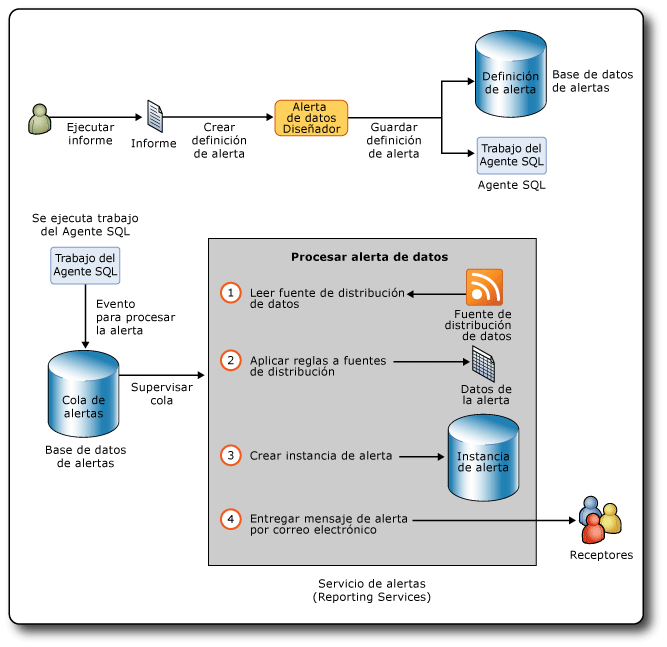 Ejecutar
informe
Informe
Crear
definición
de alerta
Alerta
de datos
Diseñador
Guardar
definición
de alerta
Definición
de alerta
Base de datos
de alertas
Trabajo del
Agente SQL
Agente SQL
Se ejecuta trabajo
del Agente SQL
Trabajo del
Agente SQL
Evento
para procesar
la alerta
Cola de
alertas
Base de datos
de alertas
Supervisar
cola
Procesar alerta de datos
1 Leer fuente de distribución
de datos
Fuente de
distribución
de datos
2 Aplicar reglas a fuentes
de distribución
Datos de
la alerta
3 Crear instancia de alerta
Instancia
de alerta
4 Entregar mensaje de alerta
por correo electrónico
Receptores
Servicio de alertas
(Reporting Services)